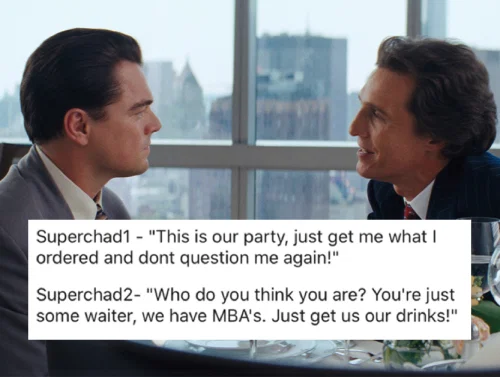 Superchad1 - "This is our party, just get me what I
ordered and dont question me again!"
Superchad2- "Who do you think you are? You're just
some waiter, we have MBA's. Just get us our drinks!"